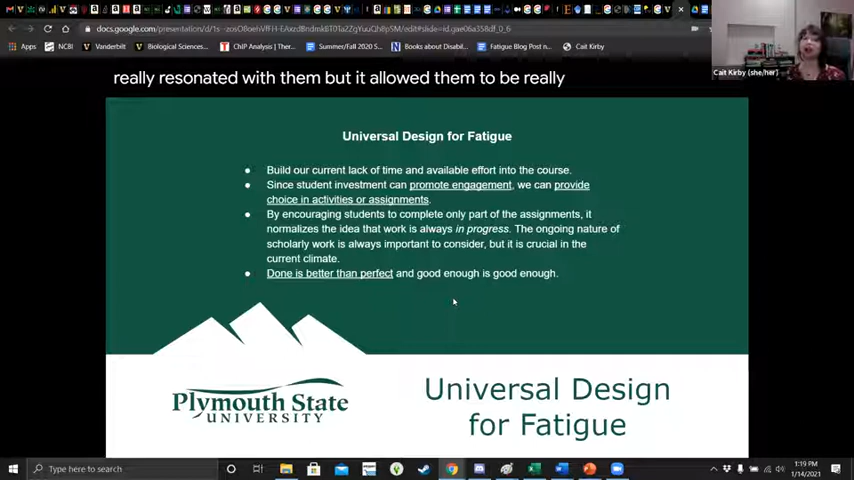 docs.google.com/presentation/d/1s-
Apps
NCBI
Vanderbilt
Biological Sciences...
ChIP Analysis | Ther...
Summer/Fall 2020 S...
Books about Disabl...
Fatigue Blog Post n...
Cait Kirby
Cait Kirby (she/her)
really resonated with them but it allowed them to be really
Universal Design for Fatigue
● Build our current lack of time and available effort into the course.
● Since student investment can promote engagement, we can provide
choice in activities or assignments.
● By encouraging students to complete only part of the assignments, it
normalizes the idea that work is always in progress. The ongoing nature of
scholarly work is always important to consider, but it is crucial in the
current climate.
● Done is better than perfect and good enough is good enough.
Plymouth State
UNIVERSITY
Universal Design
for Fatigue
Type here to search
1:19 PM
1/14/2021